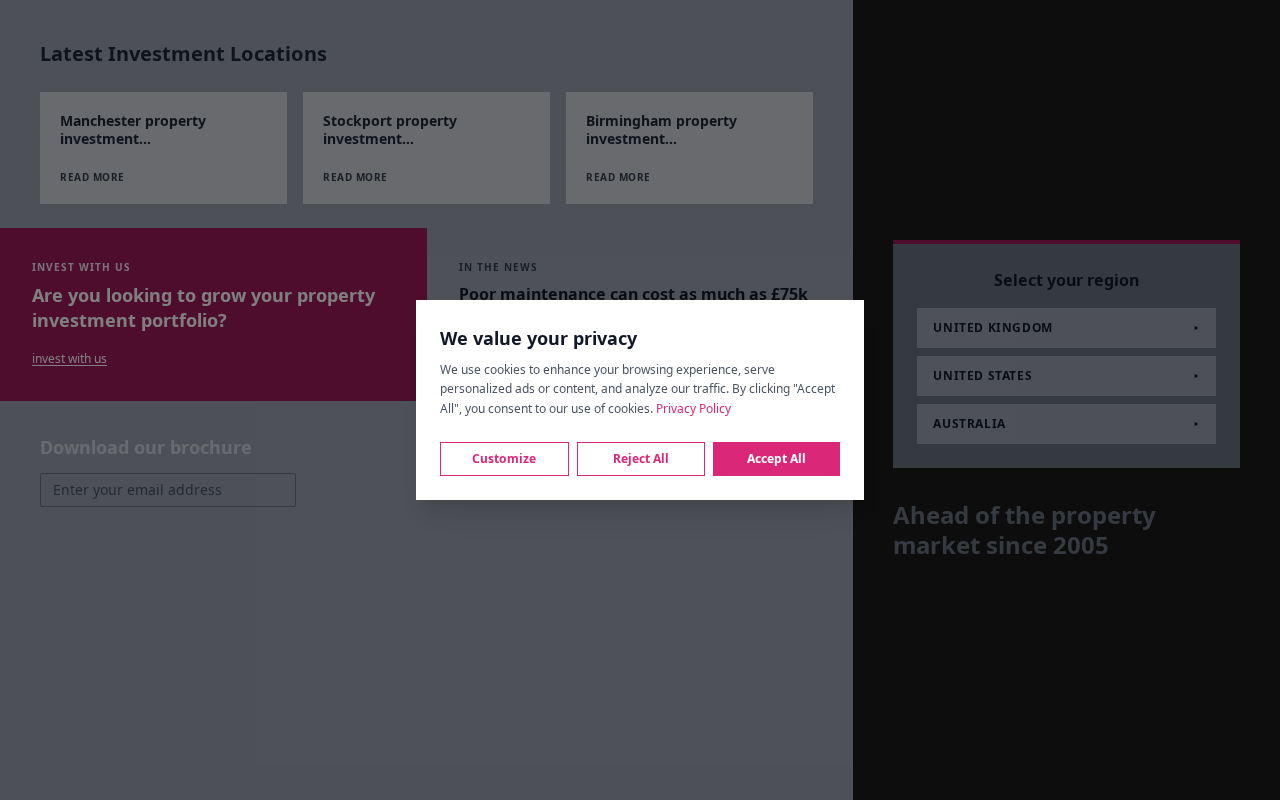 Latest Investment Locations
Manchester property
investment...
READ MORE
Stockport property
investment...
READ MORE
Birmingham property
investment...
READ MORE
INVEST WITH US
Are you looking to grow your property
investment portfolio?
invest with us
IN THE NEWS
Poor maintenance can cost as much as £75k
We value your privacy
We use cookies to enhance your browsing experience, serve
personalized ads or content, and analyze our traffic. By clicking "Accept
All", you consent to our use of cookies. Privacy Policy
Customize
Reject All
Accept All
Download our brochure
Enter your email address
Select your region
UNITED KINGDOM
UNITED STATES
AUSTRALIA
Ahead of the property
market since 2005